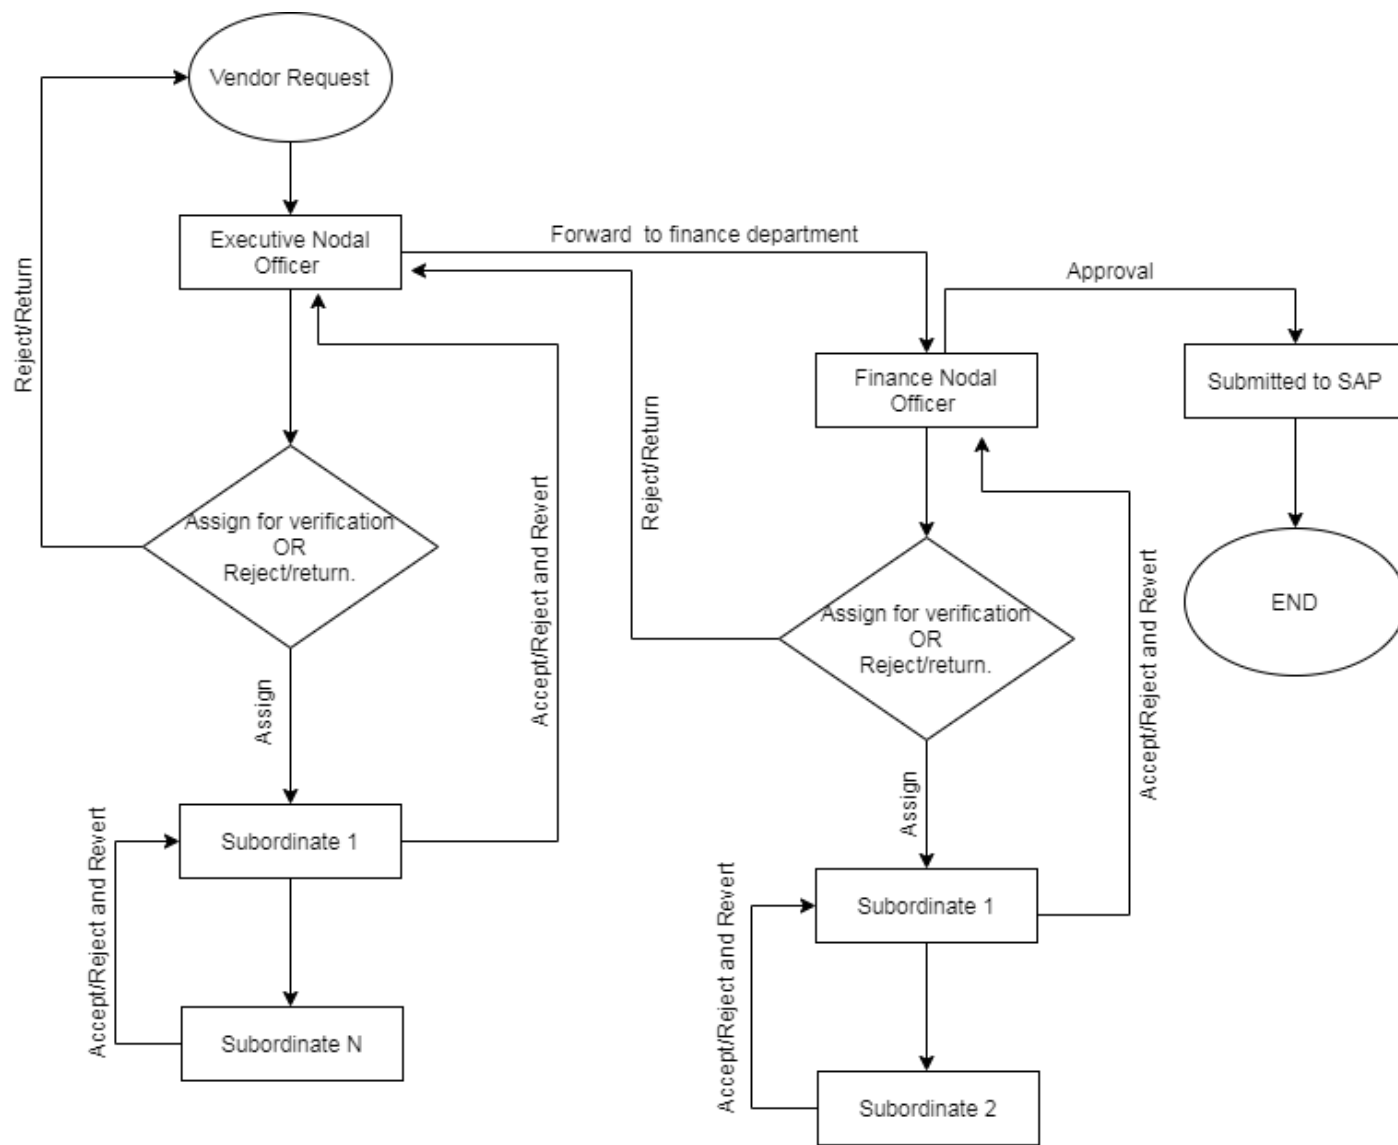 Vendor Request
Reject/Return
Executive Nodal
Officer
Forward  to finance department
Approval
Finance Nodal
Officer
Submitted to SAP
Reject/Return
Assign for verification
OR
Reject/return.
Accept/Reject and Revert
Assign for verification
OR
Reject/return.
Accept/Reject and Revert
END
Assign
Assign
Subordinate 1
Accept/Reject and Revert
Subordinate N
Subordinate 1
Accept/Reject and Revert
Subordinate 2